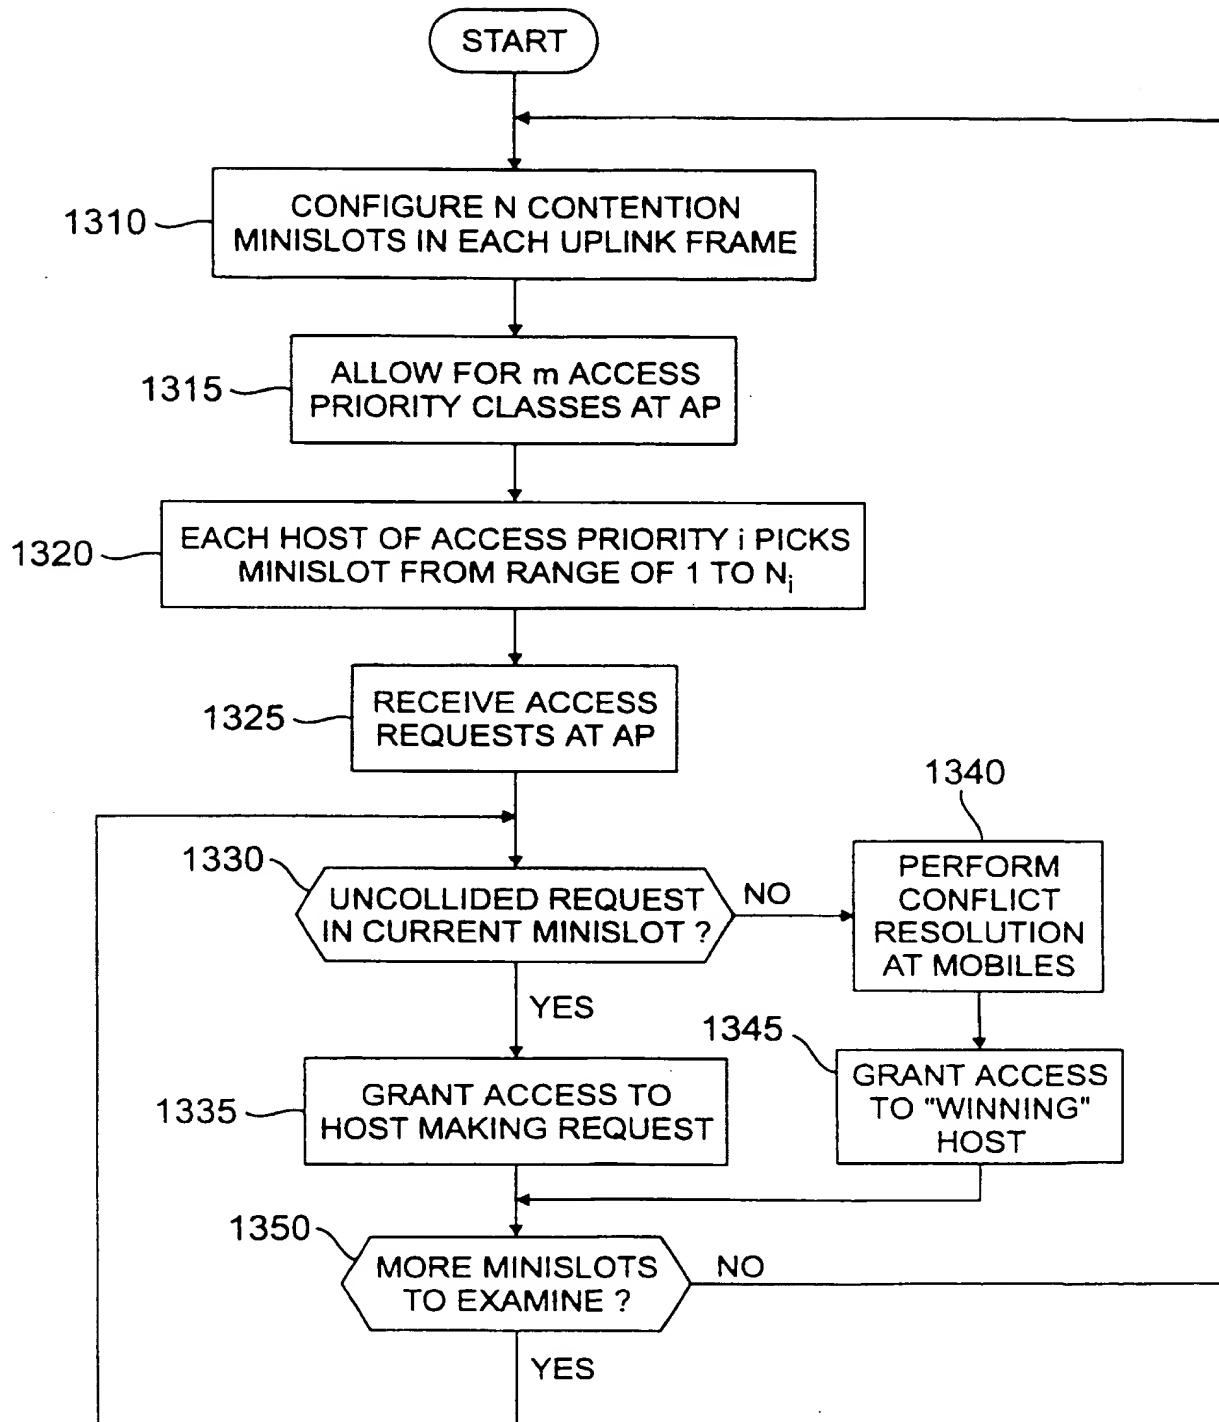 START
1310
CONFIGURE N CONTENTION
MINISLOTS IN EACH UPLINK FRAME
1315
ALLOW FOR m ACCESS
PRIORITY CLASSES AT AP
1320
EACH HOST OF ACCESS PRIORITY i PICKS
MINISLOT FROM RANGE OF 1 TO Ni
1325
RECEIVE ACCESS
REQUESTS AT AP
1330
UNCOLLIDED REQUEST
IN CURRENT MINISLOT ?
NO
YES
1340
PERFORM
CONFLICT
RESOLUTION
AT MOBILES
1335
GRANT ACCESS TO
HOST MAKING REQUEST
1345
GRANT ACCESS
TO "WINNING"
HOST
1350
MORE MINISLOTS
TO EXAMINE ?
NO
YES